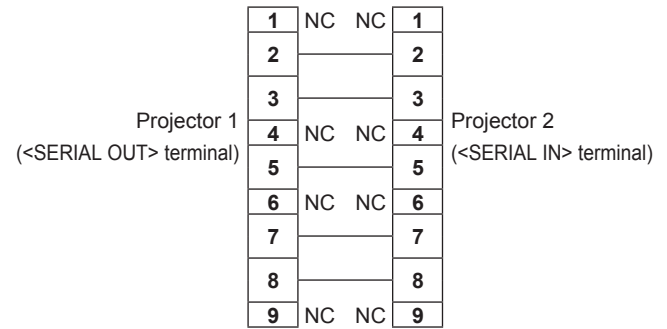 1 NC NC 1
2 2
3 3
Projector 1
(<SERIAL OUT> terminal)
4 NC NC 4
Projector 2
(<SERIAL IN> terminal)
5 5
6 NC NC 6
7 7
8 8
9 NC NC 9